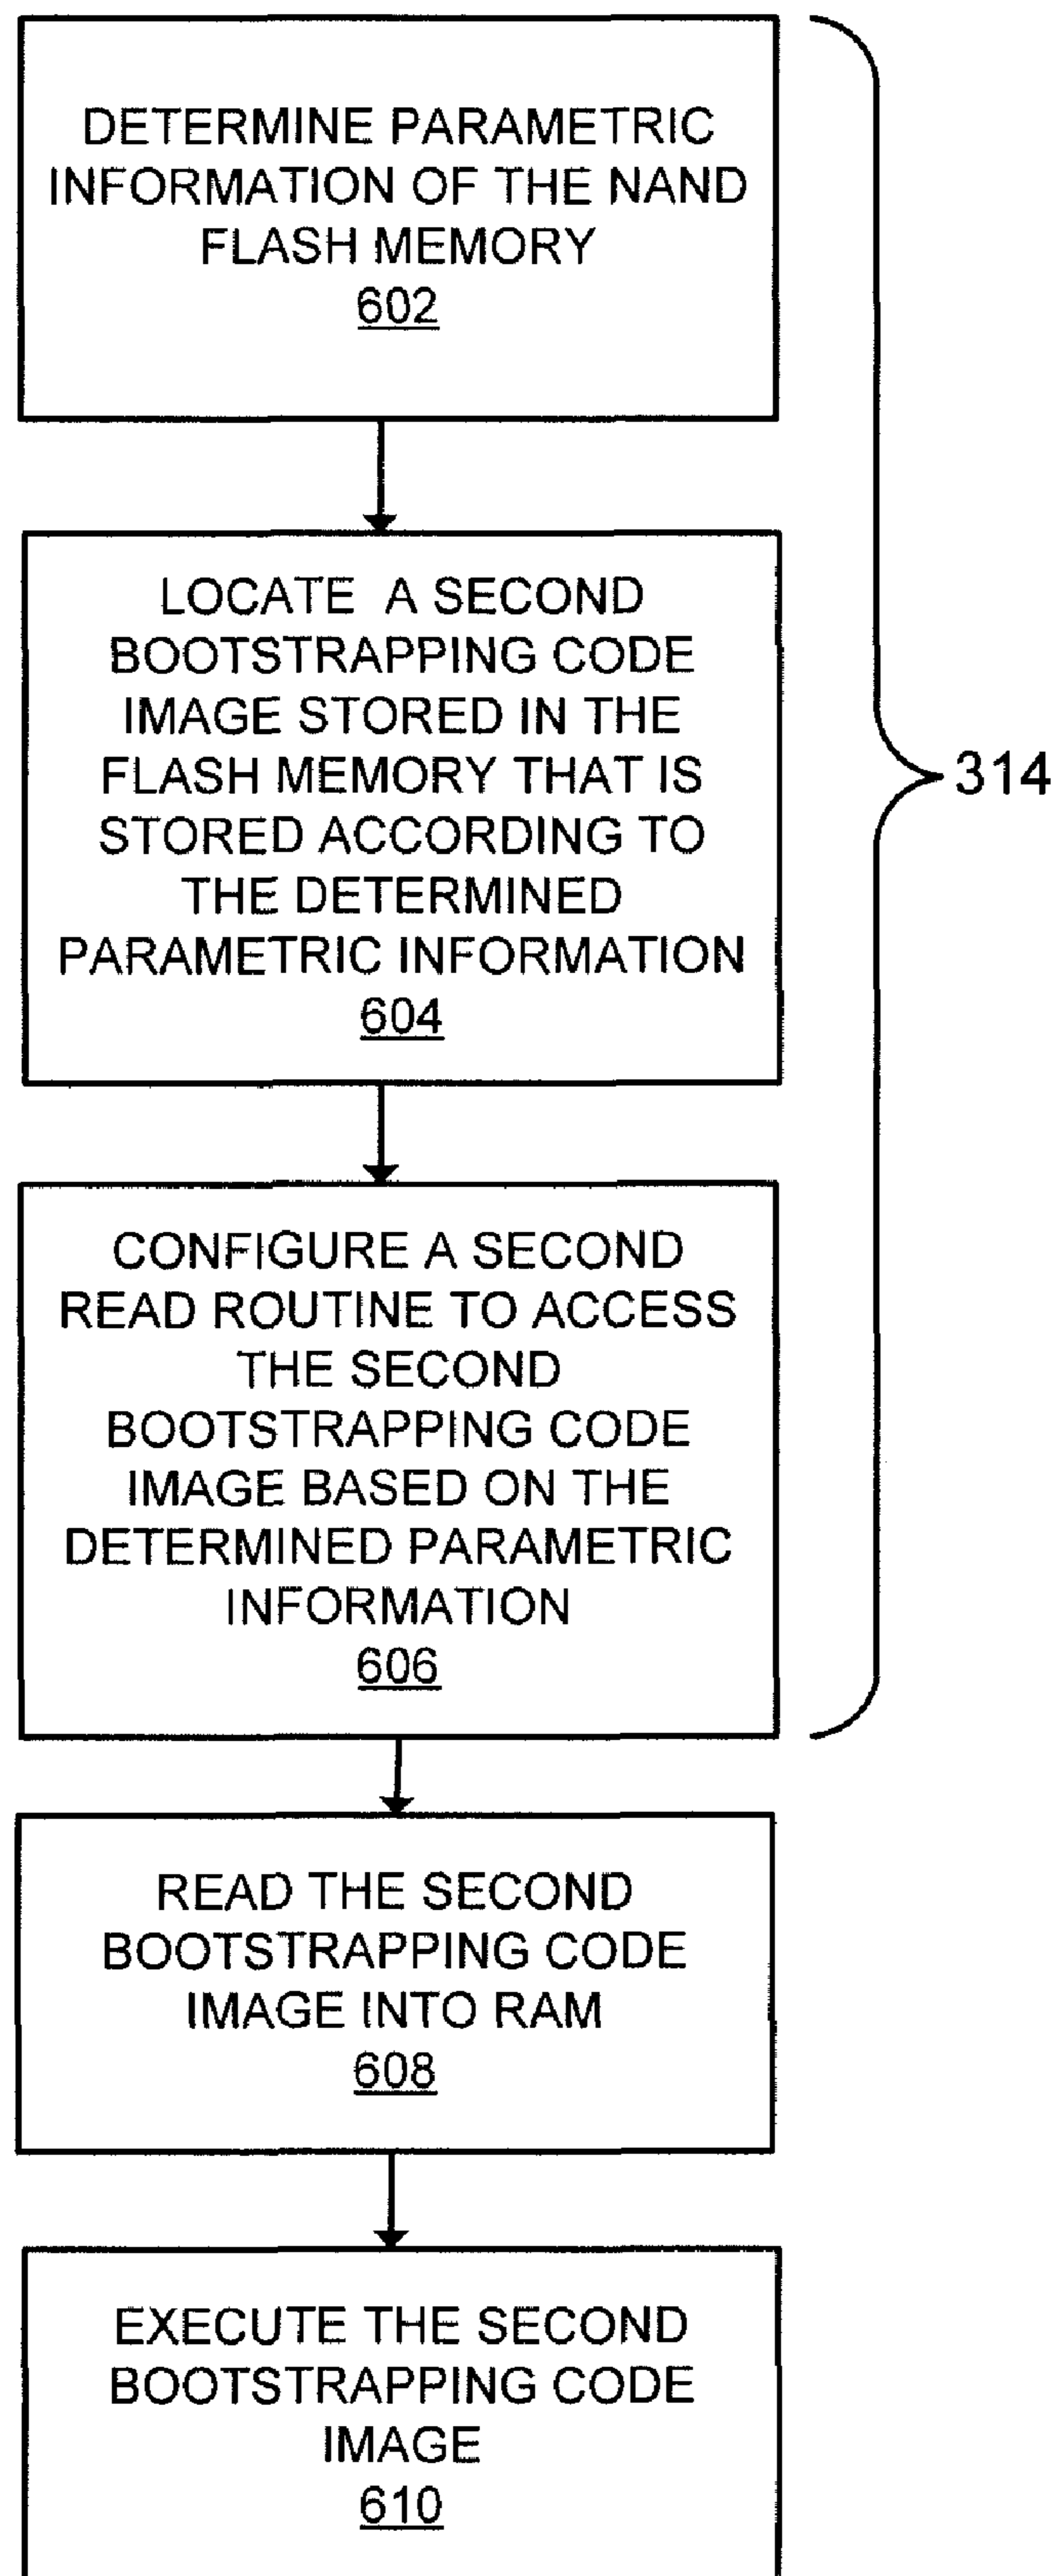 DETERMINE PARAMETRIC
INFORMATION OF THE NAND
FLASH MEMORY
602
LOCATE A SECOND
BOOTSTRAPPING CODE
IMAGE STORED IN THE
FLASH MEMORY THAT IS
STORED ACCORDING TO
THE DETERMINED
PARAMETRIC INFORMATION
604
314
CONFIGURE A SECOND
READ ROUTINE TO ACCESS
THE SECOND
BOOTSTRAPPING CODE
IMAGE BASED ON THE
DETERMINED PARAMETRIC
INFORMATION
606
READ THE SECOND
BOOTSTRAPPING CODE
IMAGE INTO RAM
608
EXECUTE THE SECOND
BOOTSTRAPPING CODE
IMAGE
610